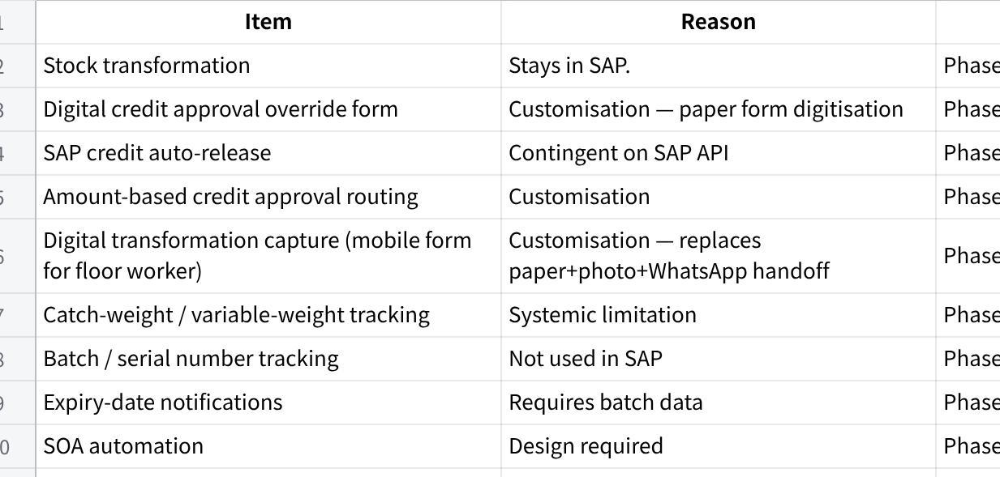 1 Item Reason
2 Stock transformation Stays in SAP. Phase
3 Digital credit approval override form Customisation — paper form digitisation Phase
4 SAP credit auto-release Contingent on SAP API Phase
5 Amount-based credit approval routing Customisation Phase
6 Digital transformation capture (mobile form Customisation — replaces Phase
for floor worker) paper+photo+WhatsApp handoff
7 Catch-weight / variable-weight tracking Systemic limitation Phase
8 Batch / serial number tracking Not used in SAP Phase
9 Expiry-date notifications Requires batch data Phase
0 SOA automation Design required Phase